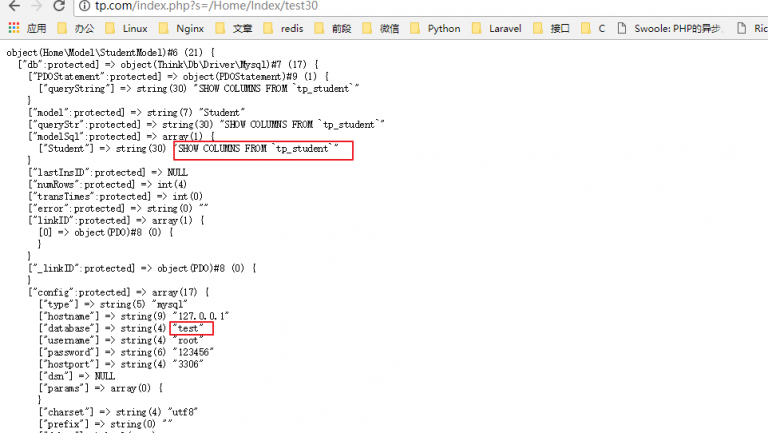 tp.com/index.php?s=/Home/Index/test30
应用 办公 Linux Nginx 文章 redis 前段 微信 Python Laravel 接口 C Swoole: PHP的异步、 Ric
object(Home\Model\StudentModel)#6 (21) {
["db":protected] => object(Think\Db\Driver\Mysql)#7 (17) {
["PDOStatement":protected] => object(PDOStatement)#9 (1) {
["queryString"] => string(30) "SHOW COLUMNS FROM `tp_student`"
}
["model":protected] => string(7) "Student"
["queryStr":protected] => string(30) "SHOW COLUMNS FROM `tp_student`"
["modelSql":protected] => array(1) {
["Student"] => string(30) "SHOW COLUMNS FROM `tp_student`"
}
["lastInsID":protected] => NULL
["numRows":protected] => int(4)
["transTimes":protected] => int(0)
["error":protected] => string(0) ""
["linkID":protected] => array(1) {
[0] => object(PDO)#8 (0) {
}
}
["_linkID":protected] => object(PDO)#8 (0) {
}
["config":protected] => array(17) {
["type"] => string(5) "mysql"
["hostname"] => string(9) "127.0.0.1"
["database"] => string(4) "test"
["username"] => string(4) "root"
["password"] => string(6) "123456"
["hostport"] => string(4) "3306"
["dsn"] => NULL
["params"] => array(0) {
}
["charset"] => string(4) "utf8"
["prefix"] => string(0) ""